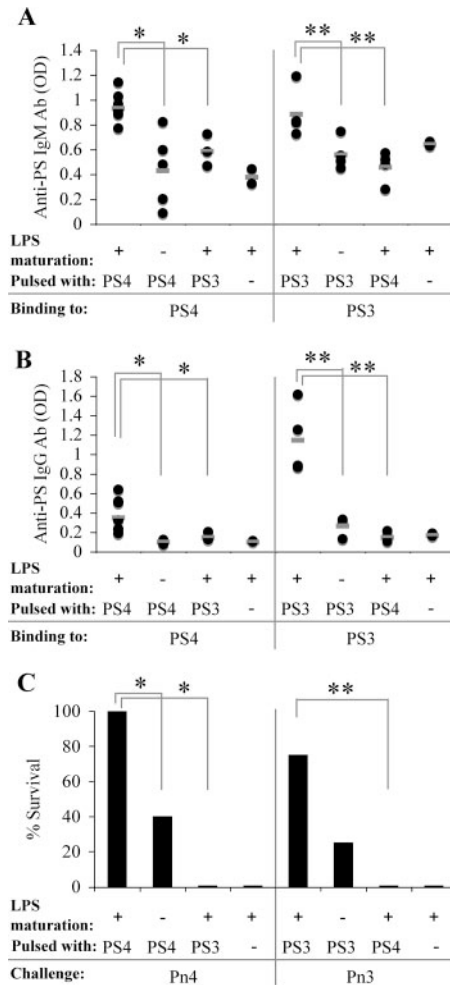 A
* * ** **
Anti-PS IgM Ab (OD)
1.4
1.2
1
0.8
0.6
0.4
0.2
0
LPS maturation: + - + + + - + +
Pulsed with: PS4 PS4 PS3 - PS3 PS3 PS4 -
Binding to: PS4 PS3
B
* * ** **
Anti-PS IgG Ab (OD)
1.8
1.6
1.4
1.2
1
0.8
0.6
0.4
0.2
0
LPS maturation: + - + + + - + +
Pulsed with: PS4 PS4 PS3 - PS3 PS3 PS4 -
Binding to: PS4 PS3
C
* * **
% Survival
100
80
60
40
20
0
LPS maturation: + - + + + - + +
Pulsed with: PS4 PS4 PS3 - PS3 PS3 PS4 -
Challenge: Pn4 Pn3